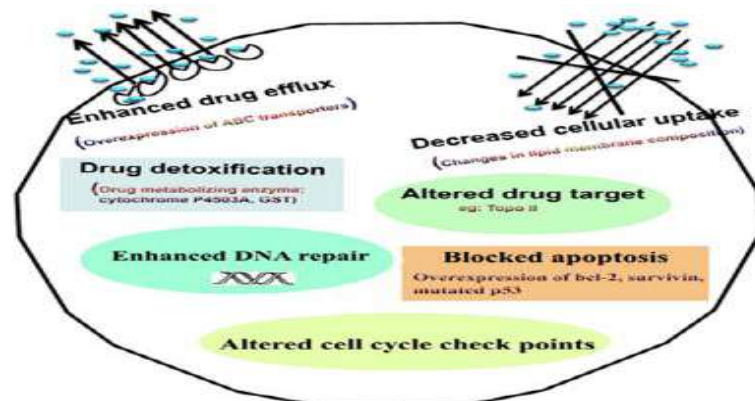 Enhanced drug efflux
(Overexpression of ABC transporters)
Decreased cellular uptake
(Changes in lipid membrane composition)
Drug detoxification
(Drug metabolizing enzyme:
cytochrome P4503A, GST)
Altered drug target
eg: Topo II
Enhanced DNA repair
Blocked apoptosis
Overexpression of bcl-2, survivin,
mutated p53
Altered cell cycle check points